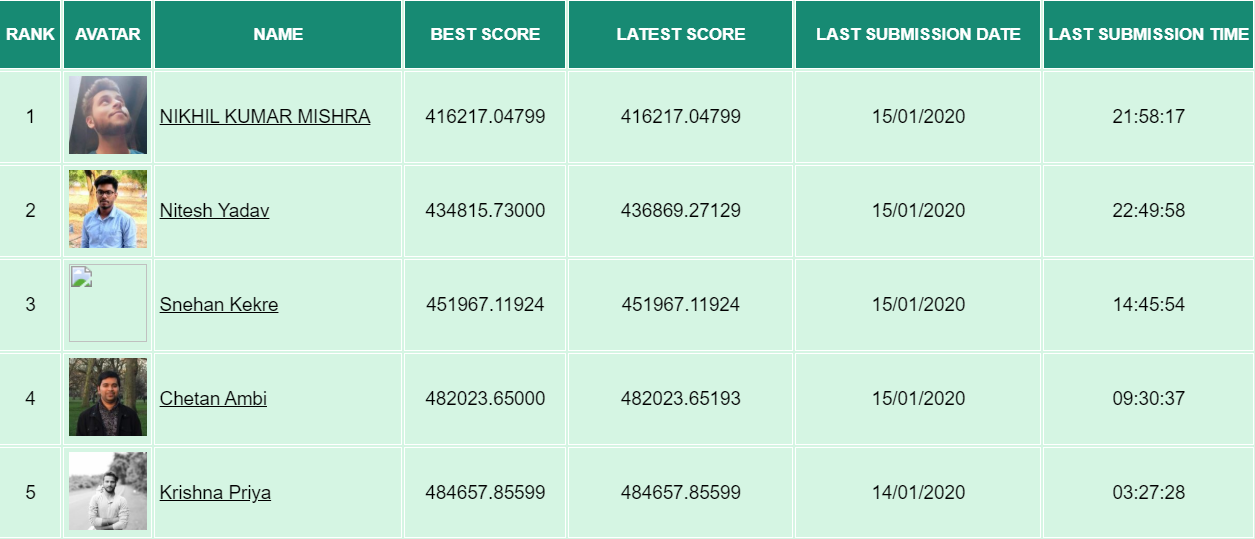 RANK AVATAR NAME BEST SCORE LATEST SCORE LAST SUBMISSION DATE LAST SUBMISSION TIME
1 NIKHIL KUMAR MISHRA 416217.04799 416217.04799 15/01/2020 21:58:17
2 Nitesh Yadav 434815.73000 436869.27129 15/01/2020 22:49:58
3 Snehan Kekre 451967.11924 451967.11924 15/01/2020 14:45:54
4 Chetan Ambi 482023.65000 482023.65193 15/01/2020 09:30:37
5 Krishna Priya 484657.85599 484657.85599 14/01/2020 03:27:28